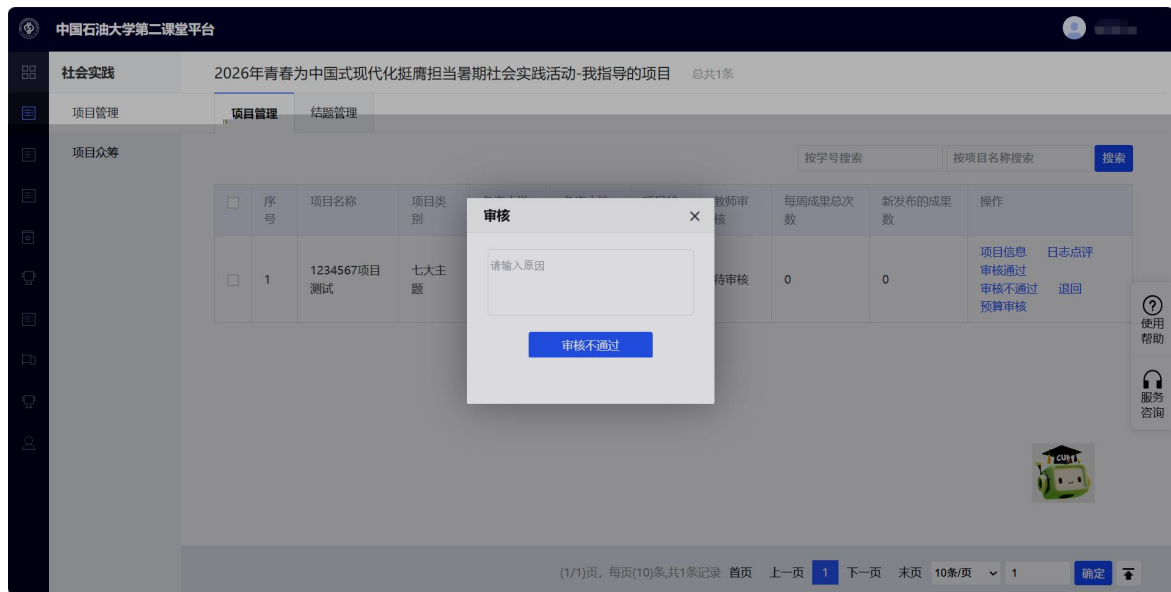 中国石油大学第二课堂平台
社会实践
2026年青春为中国式现代化挺膺担当暑期社会实践活动-我指导的项目 总共1条
项目管理
项目管理 结题管理
项目众筹
按学号搜索 按项目名称搜索 搜索
序号 项目名称 项目类别 教师审核 每周成果总次数 新发布的成果数 操作
1 1234567项目测试 七大主题 待审核 0 0
项目信息 日志点评
审核通过
审核不通过 退回
预算审核
审核 ×
请输入原因
审核不通过
使用
帮助
服务
咨询
CUP
(1/1)页, 每页(10)条,共1条记录 首页 上一页 1 下一页 末页 10条/页 1 确定